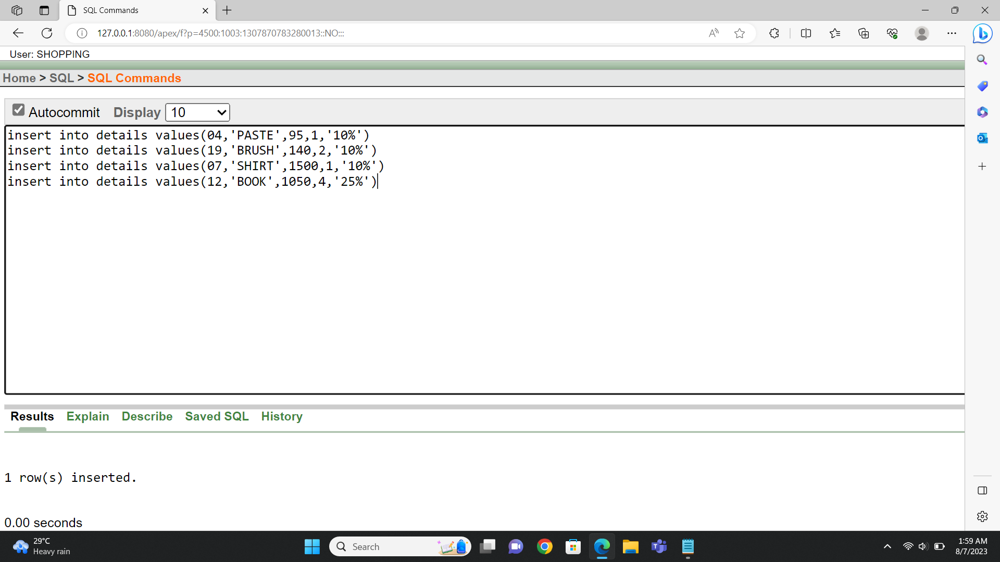 SQL Commands
127.0.0.1:8080/apex/f?p=4500:1003:1307870783280013::NO:::
User: SHOPPING
Home > SQL > SQL Commands
Autocommit Display 10
insert into details values(04,'PASTE',95,1,'10%')
insert into details values(19,'BRUSH',140,2,'10%')
insert into details values(07,'SHIRT',1500,1,'10%')
insert into details values(12,'BOOK',1050,4,'25%')
Results Explain Describe Saved SQL History
1 row(s) inserted.
0.00 seconds
29°C
Heavy rain
Search
1:59 AM
8/7/2023